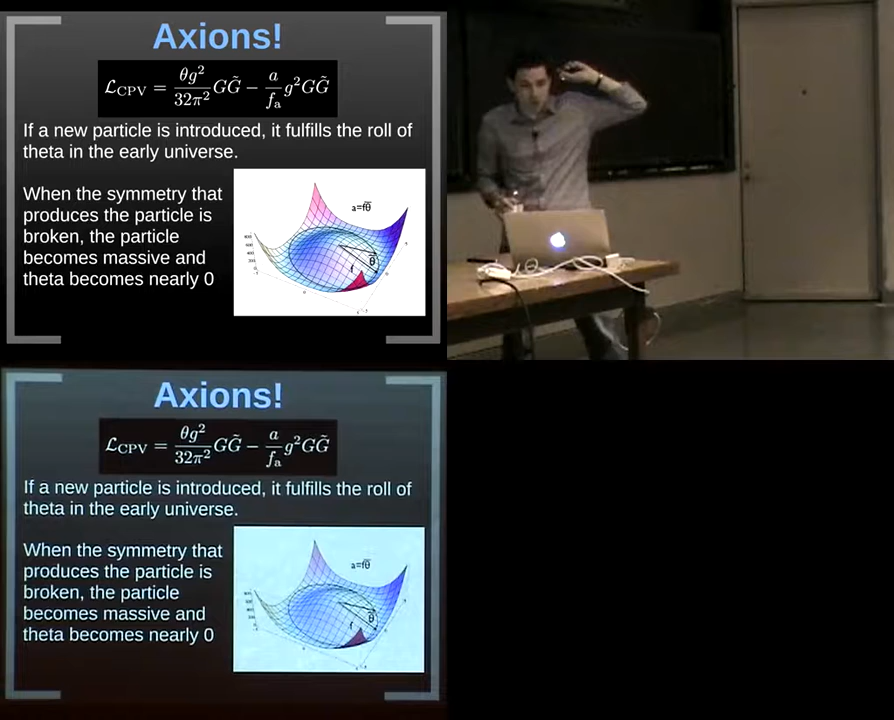 Axions!
ℒCPV = θg²/32π² GG̃ − a/fa g²GG̃
If a new particle is introduced, it fulfills the roll of
theta in the early universe.
When the symmetry that
produces the particle is
broken, the particle
becomes massive and
theta becomes nearly 0
a=fθ̅
θ̅
f
Axions!
ℒCPV = θg²/32π² GG̃ − a/fa g²GG̃
If a new particle is introduced, it fulfills the roll of
theta in the early universe.
When the symmetry that
produces the particle is
broken, the particle
becomes massive and
theta becomes nearly 0
a=fθ̅
θ̅
f